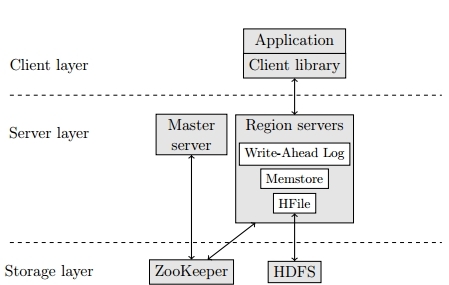 Application
Client layer
Client library
Server layer
Master
server
Region servers
Write-Ahead Log
Memstore
HFile
Storage layer
ZooKeeper
HDFS